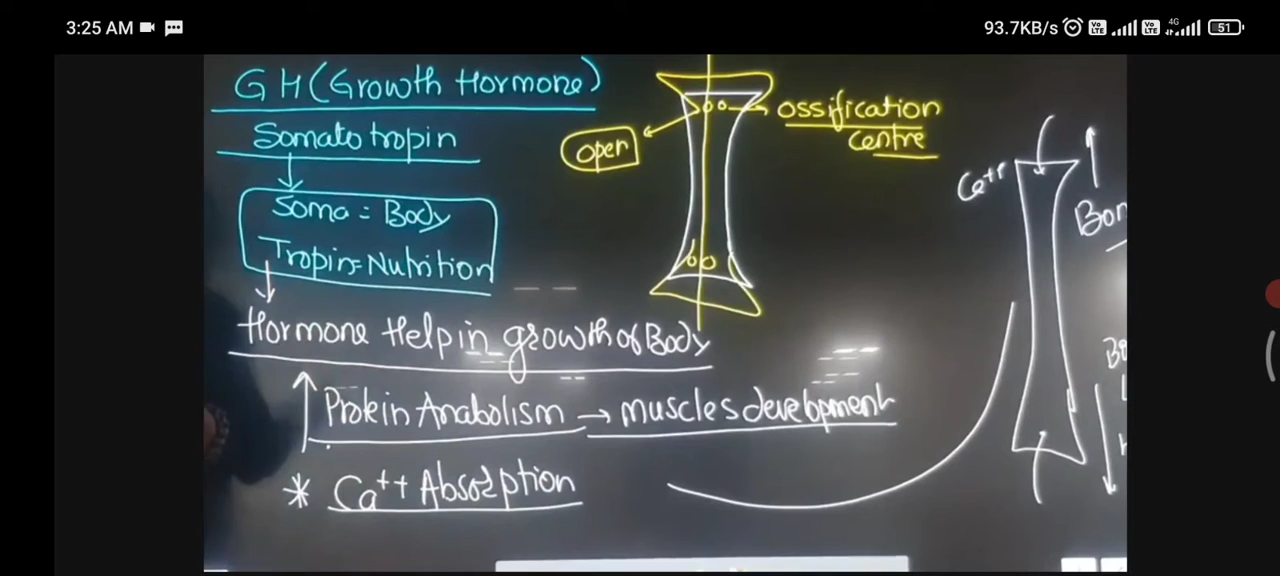 3:25 AM
93.7KB/s
4G
51
GH (Growth Hormone)
Somatotropin
Soma = Body
Tropin = Nutrition
Hormone Help in growth of Body
Protein Anabolism → muscles development
* Ca++ Absorption
open
ossification
centre
Ca++